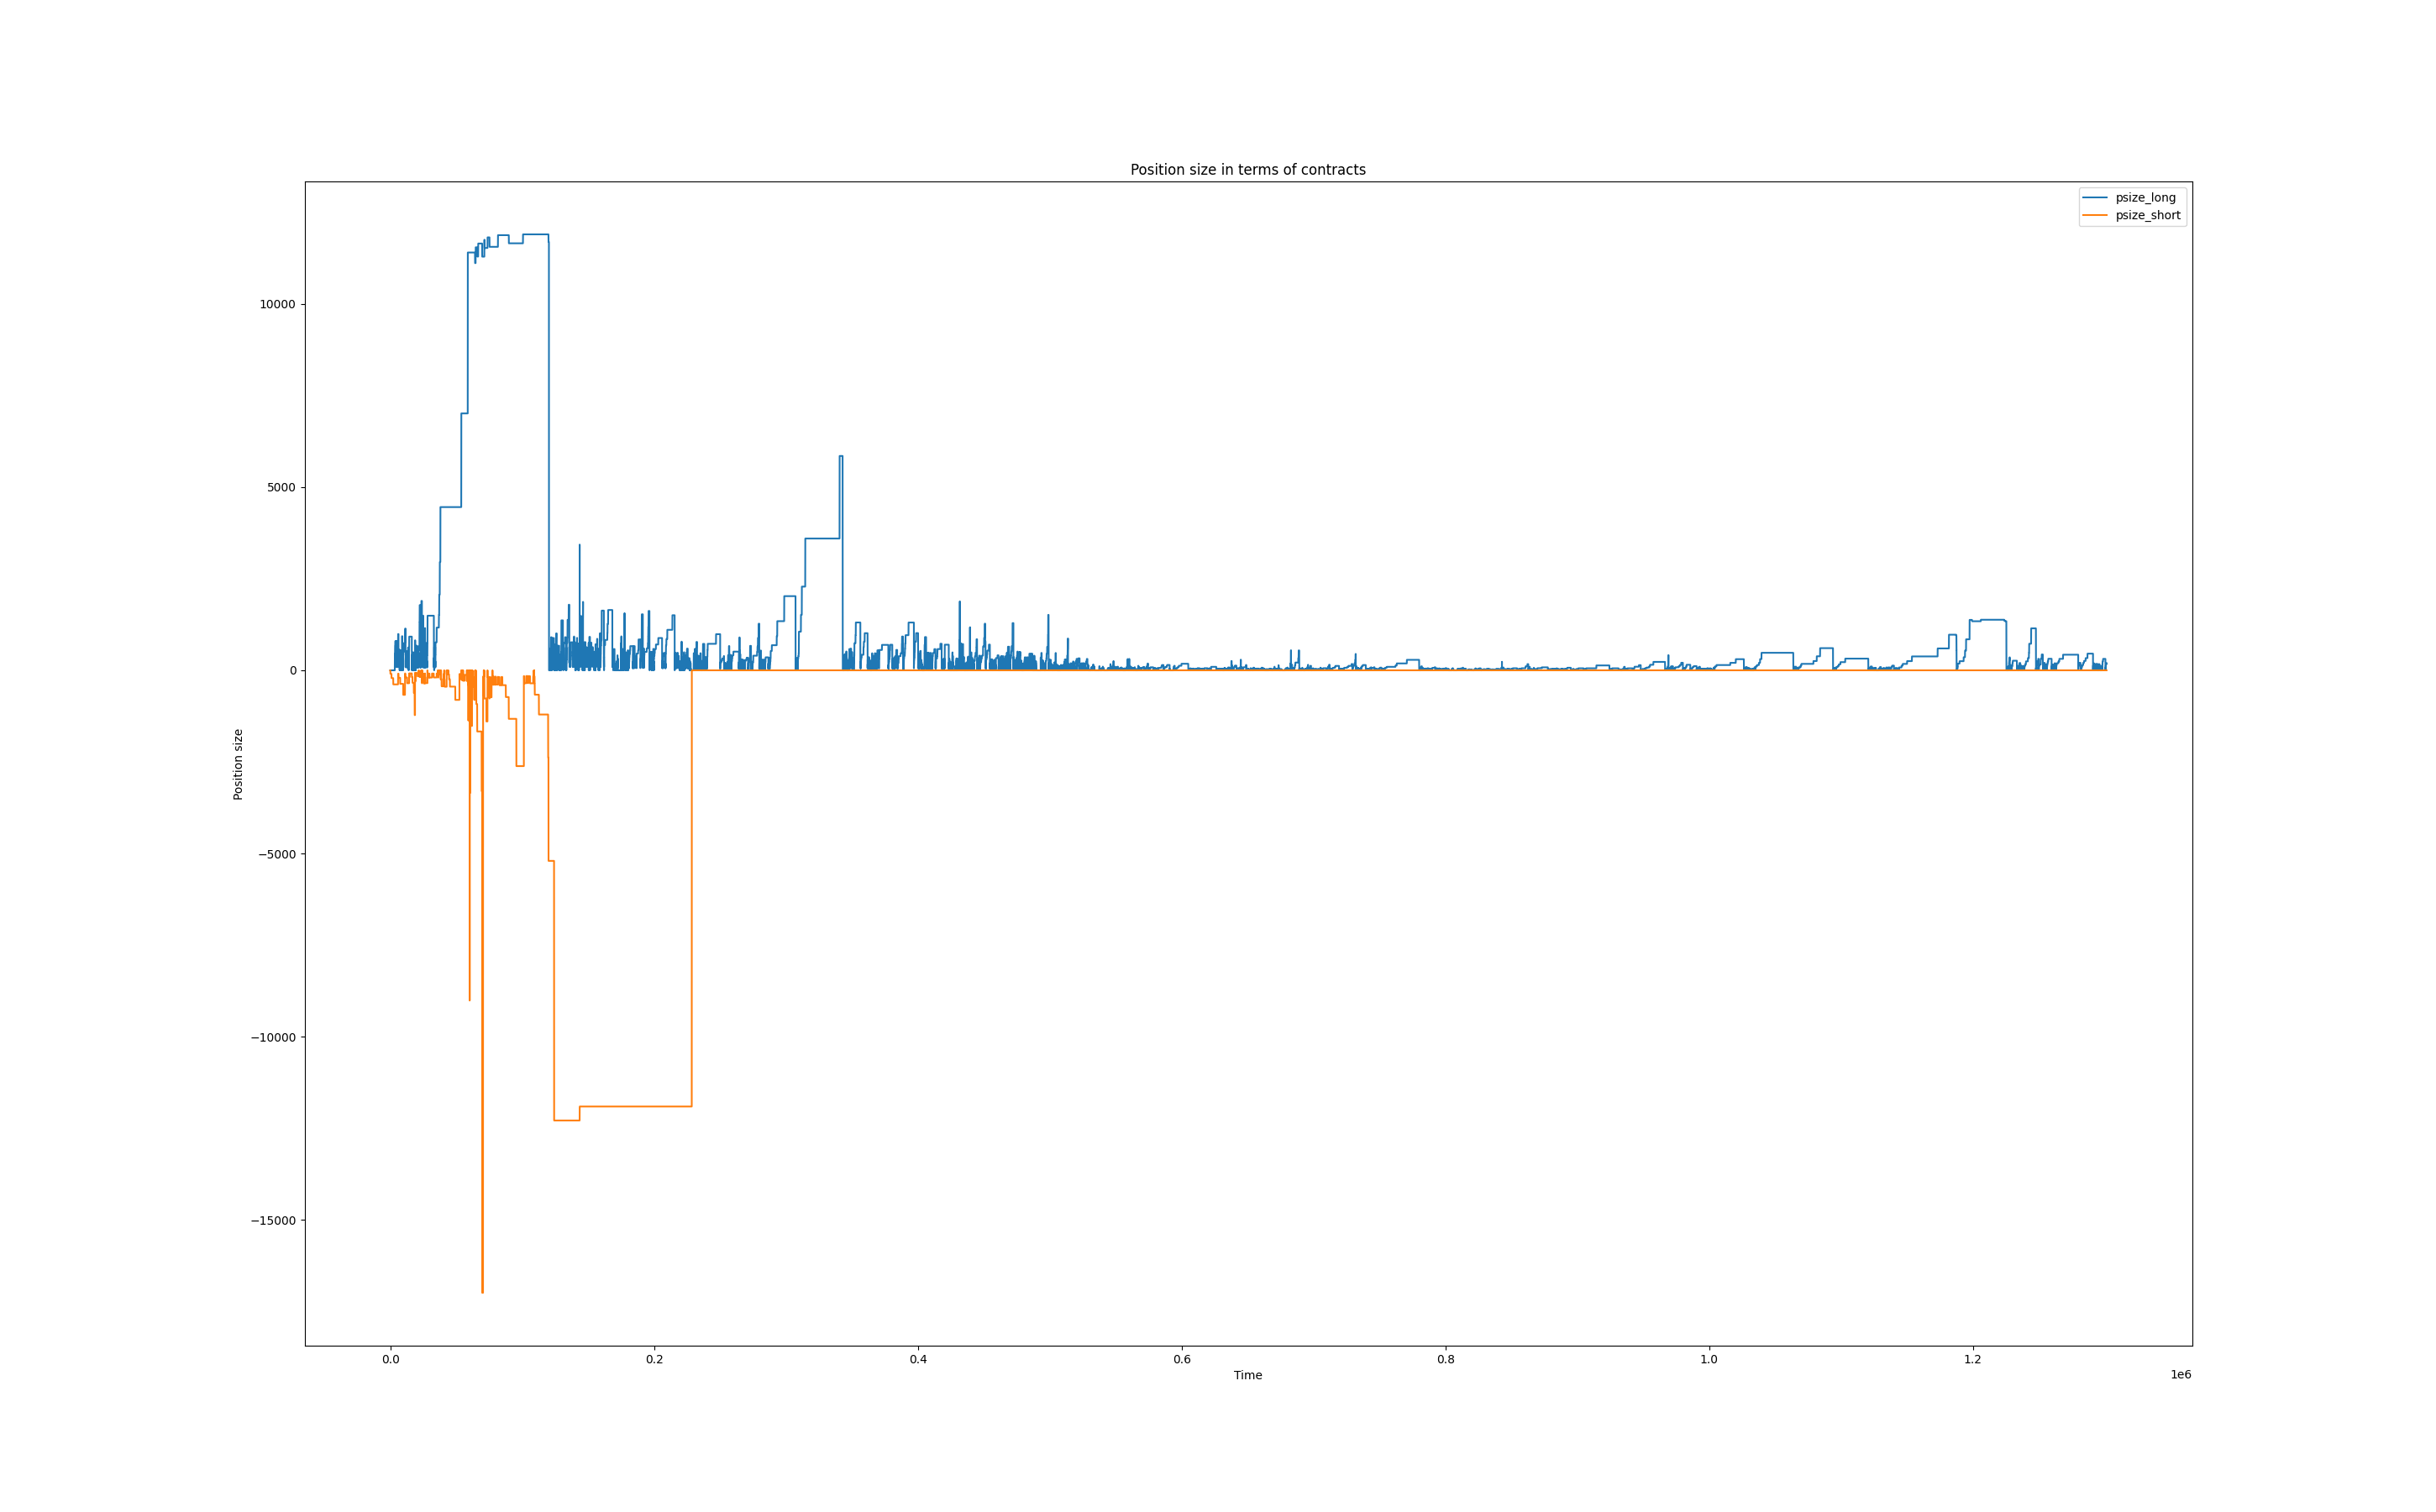 Position size in terms of contracts
psize_long
psize_short
Position size
10000
5000
0
−5000
−10000
−15000
0.0 0.2 0.4 0.6 0.8 1.0 1.2
Time
1e6